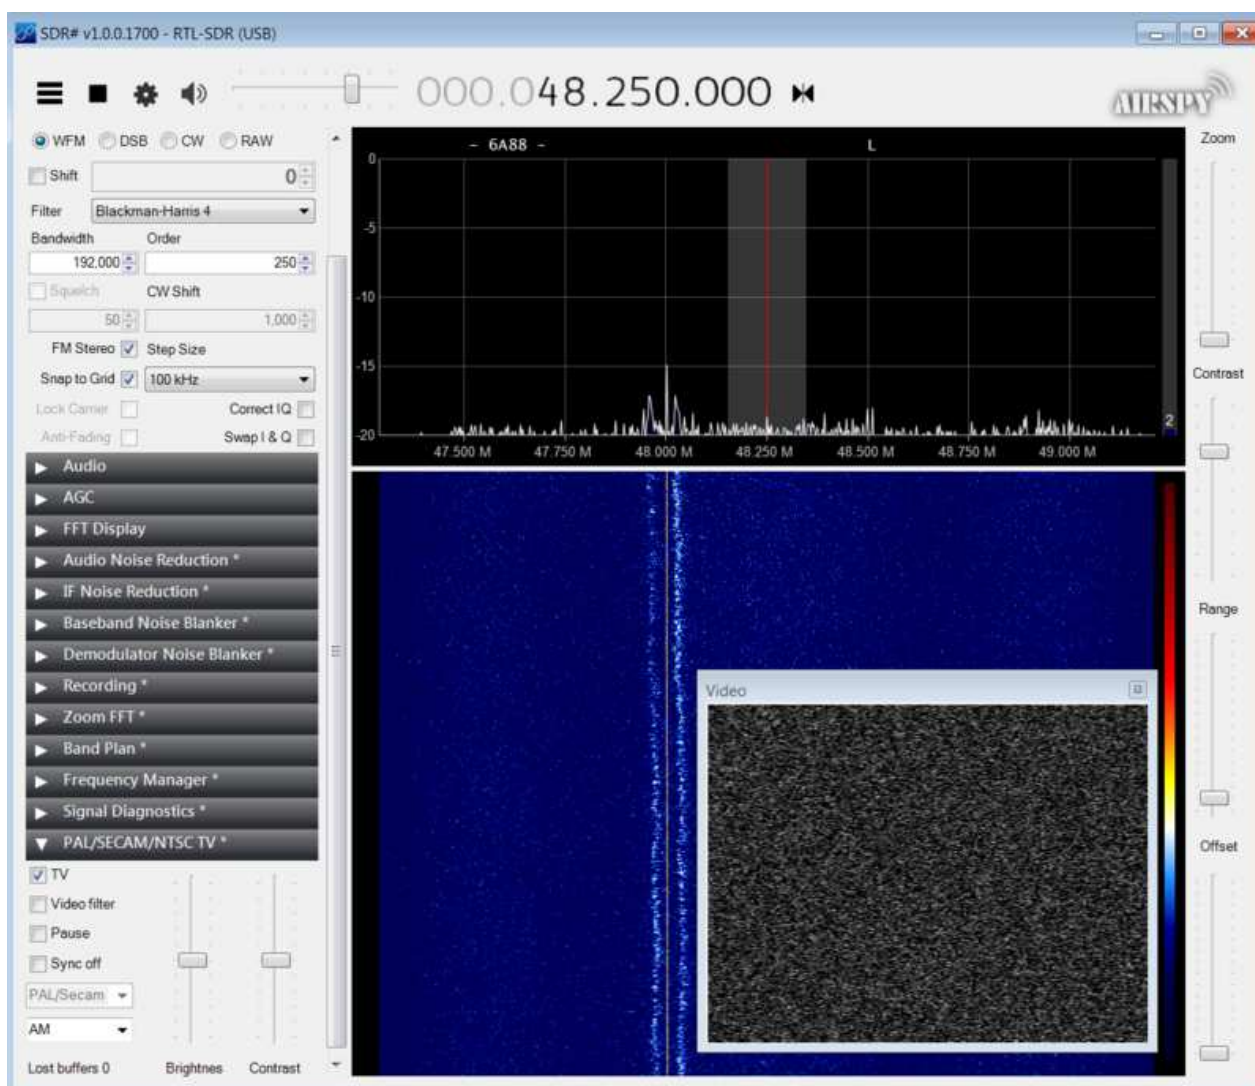 SDR# v1.0.0.1700 - RTL-SDR (USB)
000.048.250.000
AIRSPY
WFM DSB CW RAW
Shift 0
Filter Blackman-Harris 4
Bandwidth Order
192,000 250
Squelch CW Shift
50 1,000
FM Stereo Step Size
Snap to Grid 100 kHz
Lock Carrier Correct IQ
Anti-Fading Swap I & Q
Audio
AGC
FFT Display
Audio Noise Reduction *
IF Noise Reduction *
Baseband Noise Blanker *
Demodulator Noise Blanker *
Recording *
Zoom FFT *
Band Plan *
Frequency Manager *
Signal Diagnostics *
PAL/SECAM/NTSC TV *
TV
Video filter
Pause
Sync off
PAL/Secam
AM
Lost buffers 0 Brightnes Contrast
- 6A88 - L
0
-5
-10
-15
-20
2
47.500 M 47.750 M 48.000 M 48.250 M 48.500 M 48.750 M 49.000 M
Video
Zoom
Contrast
Range
Offset